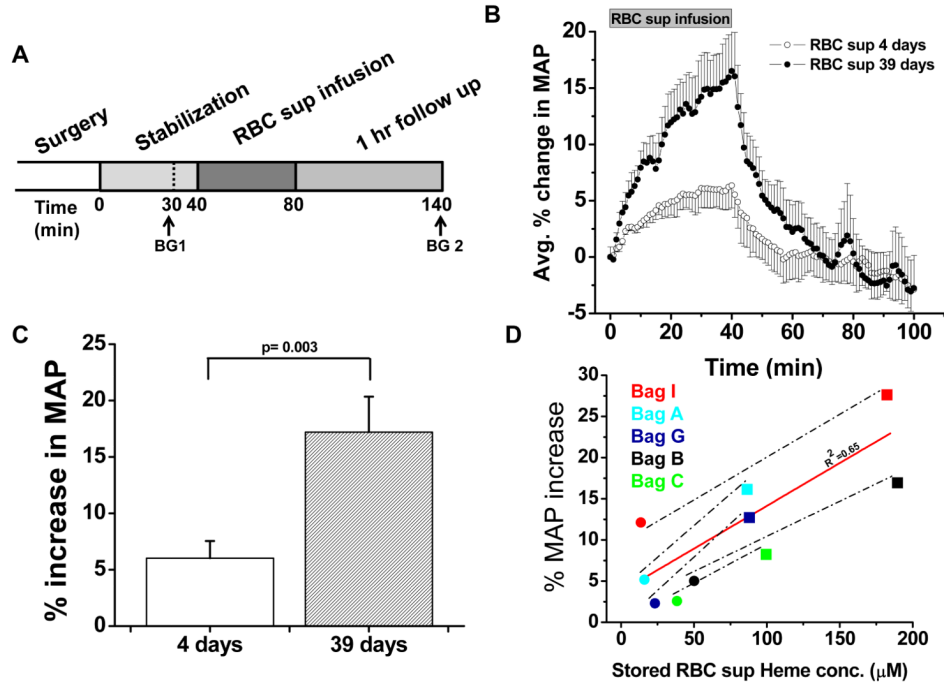 A
Surgery
Stabilization
RBC sup infusion
1 hr follow up
Time
(min)
0
30
40
80
140
BG1
BG 2
B
RBC sup infusion
RBC sup 4 days
RBC sup 39 days
Avg. % change in MAP
20
15
10
5
0
-5
0
20
40
60
80
100
Time (min)
C
p= 0.003
% increase in MAP
25
20
15
10
5
0
4 days
39 days
D
Bag I
Bag A
Bag G
Bag B
Bag C
R²=0.65
% MAP increase
30
25
20
15
10
5
0
0
50
100
150
200
Stored RBC sup Heme conc. (μM)